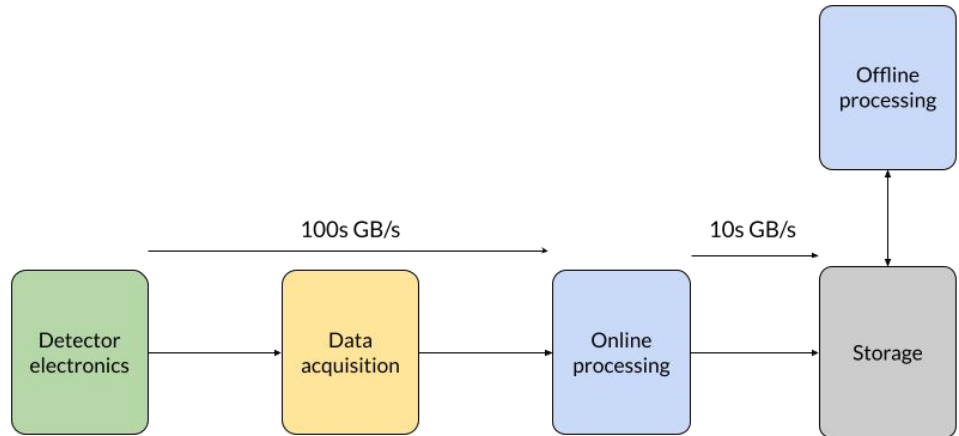 Offline
processing
100s GB/s
10s GB/s
Detector
electronics
Data
acquisition
Online
processing
Storage